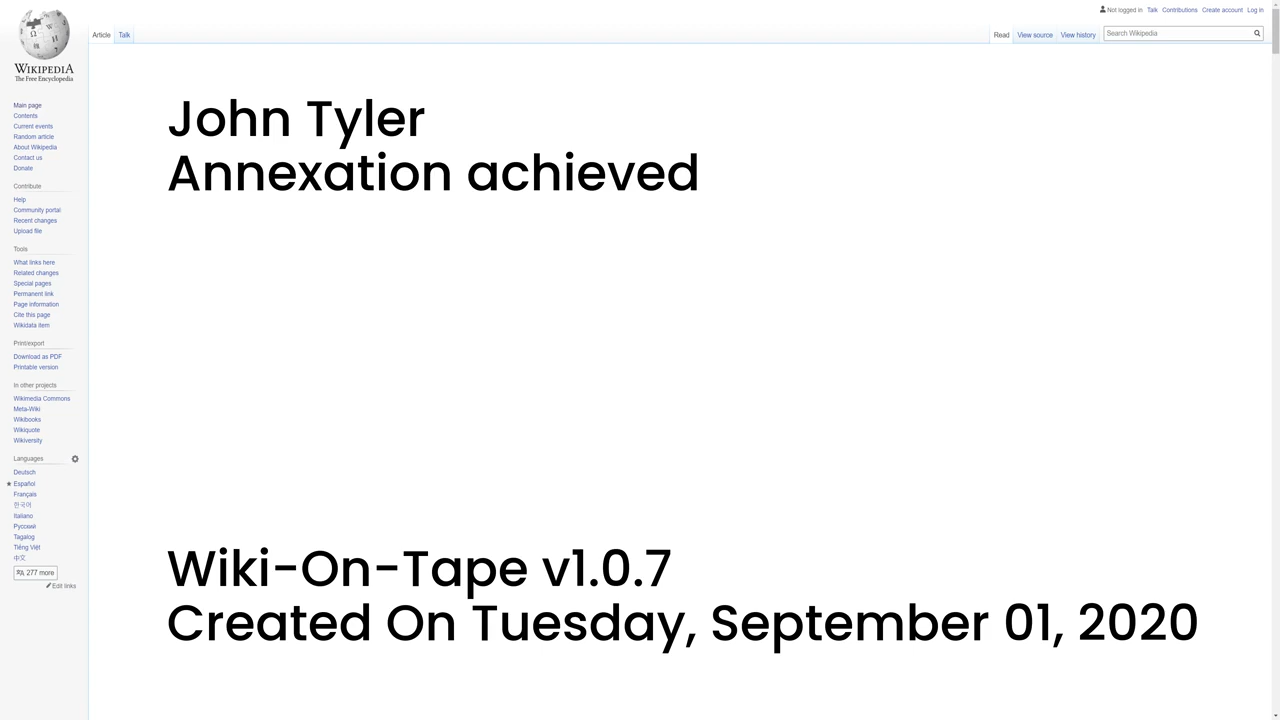 Not logged in Talk Contributions Create account Log in
Article Talk Read View source View history Search Wikipedia
WIKIPEDIA
The Free Encyclopedia
Main page
Contents
Current events
Random article
About Wikipedia
Contact us
Donate
Contribute
Help
Community portal
Recent changes
Upload file
Tools
What links here
Related changes
Special pages
Permanent link
Page information
Cite this page
Wikidata item
Print/export
Download as PDF
Printable version
In other projects
Wikimedia Commons
Meta-Wiki
Wikibooks
Wikiquote
Wikiversity
Languages
Deutsch
Español
Français
한국어
Italiano
Русский
Tagalog
Tiếng Việt
中文
277 more
Edit links
John Tyler
Annexation achieved
Wiki-On-Tape v1.0.7
Created On Tuesday, September 01, 2020